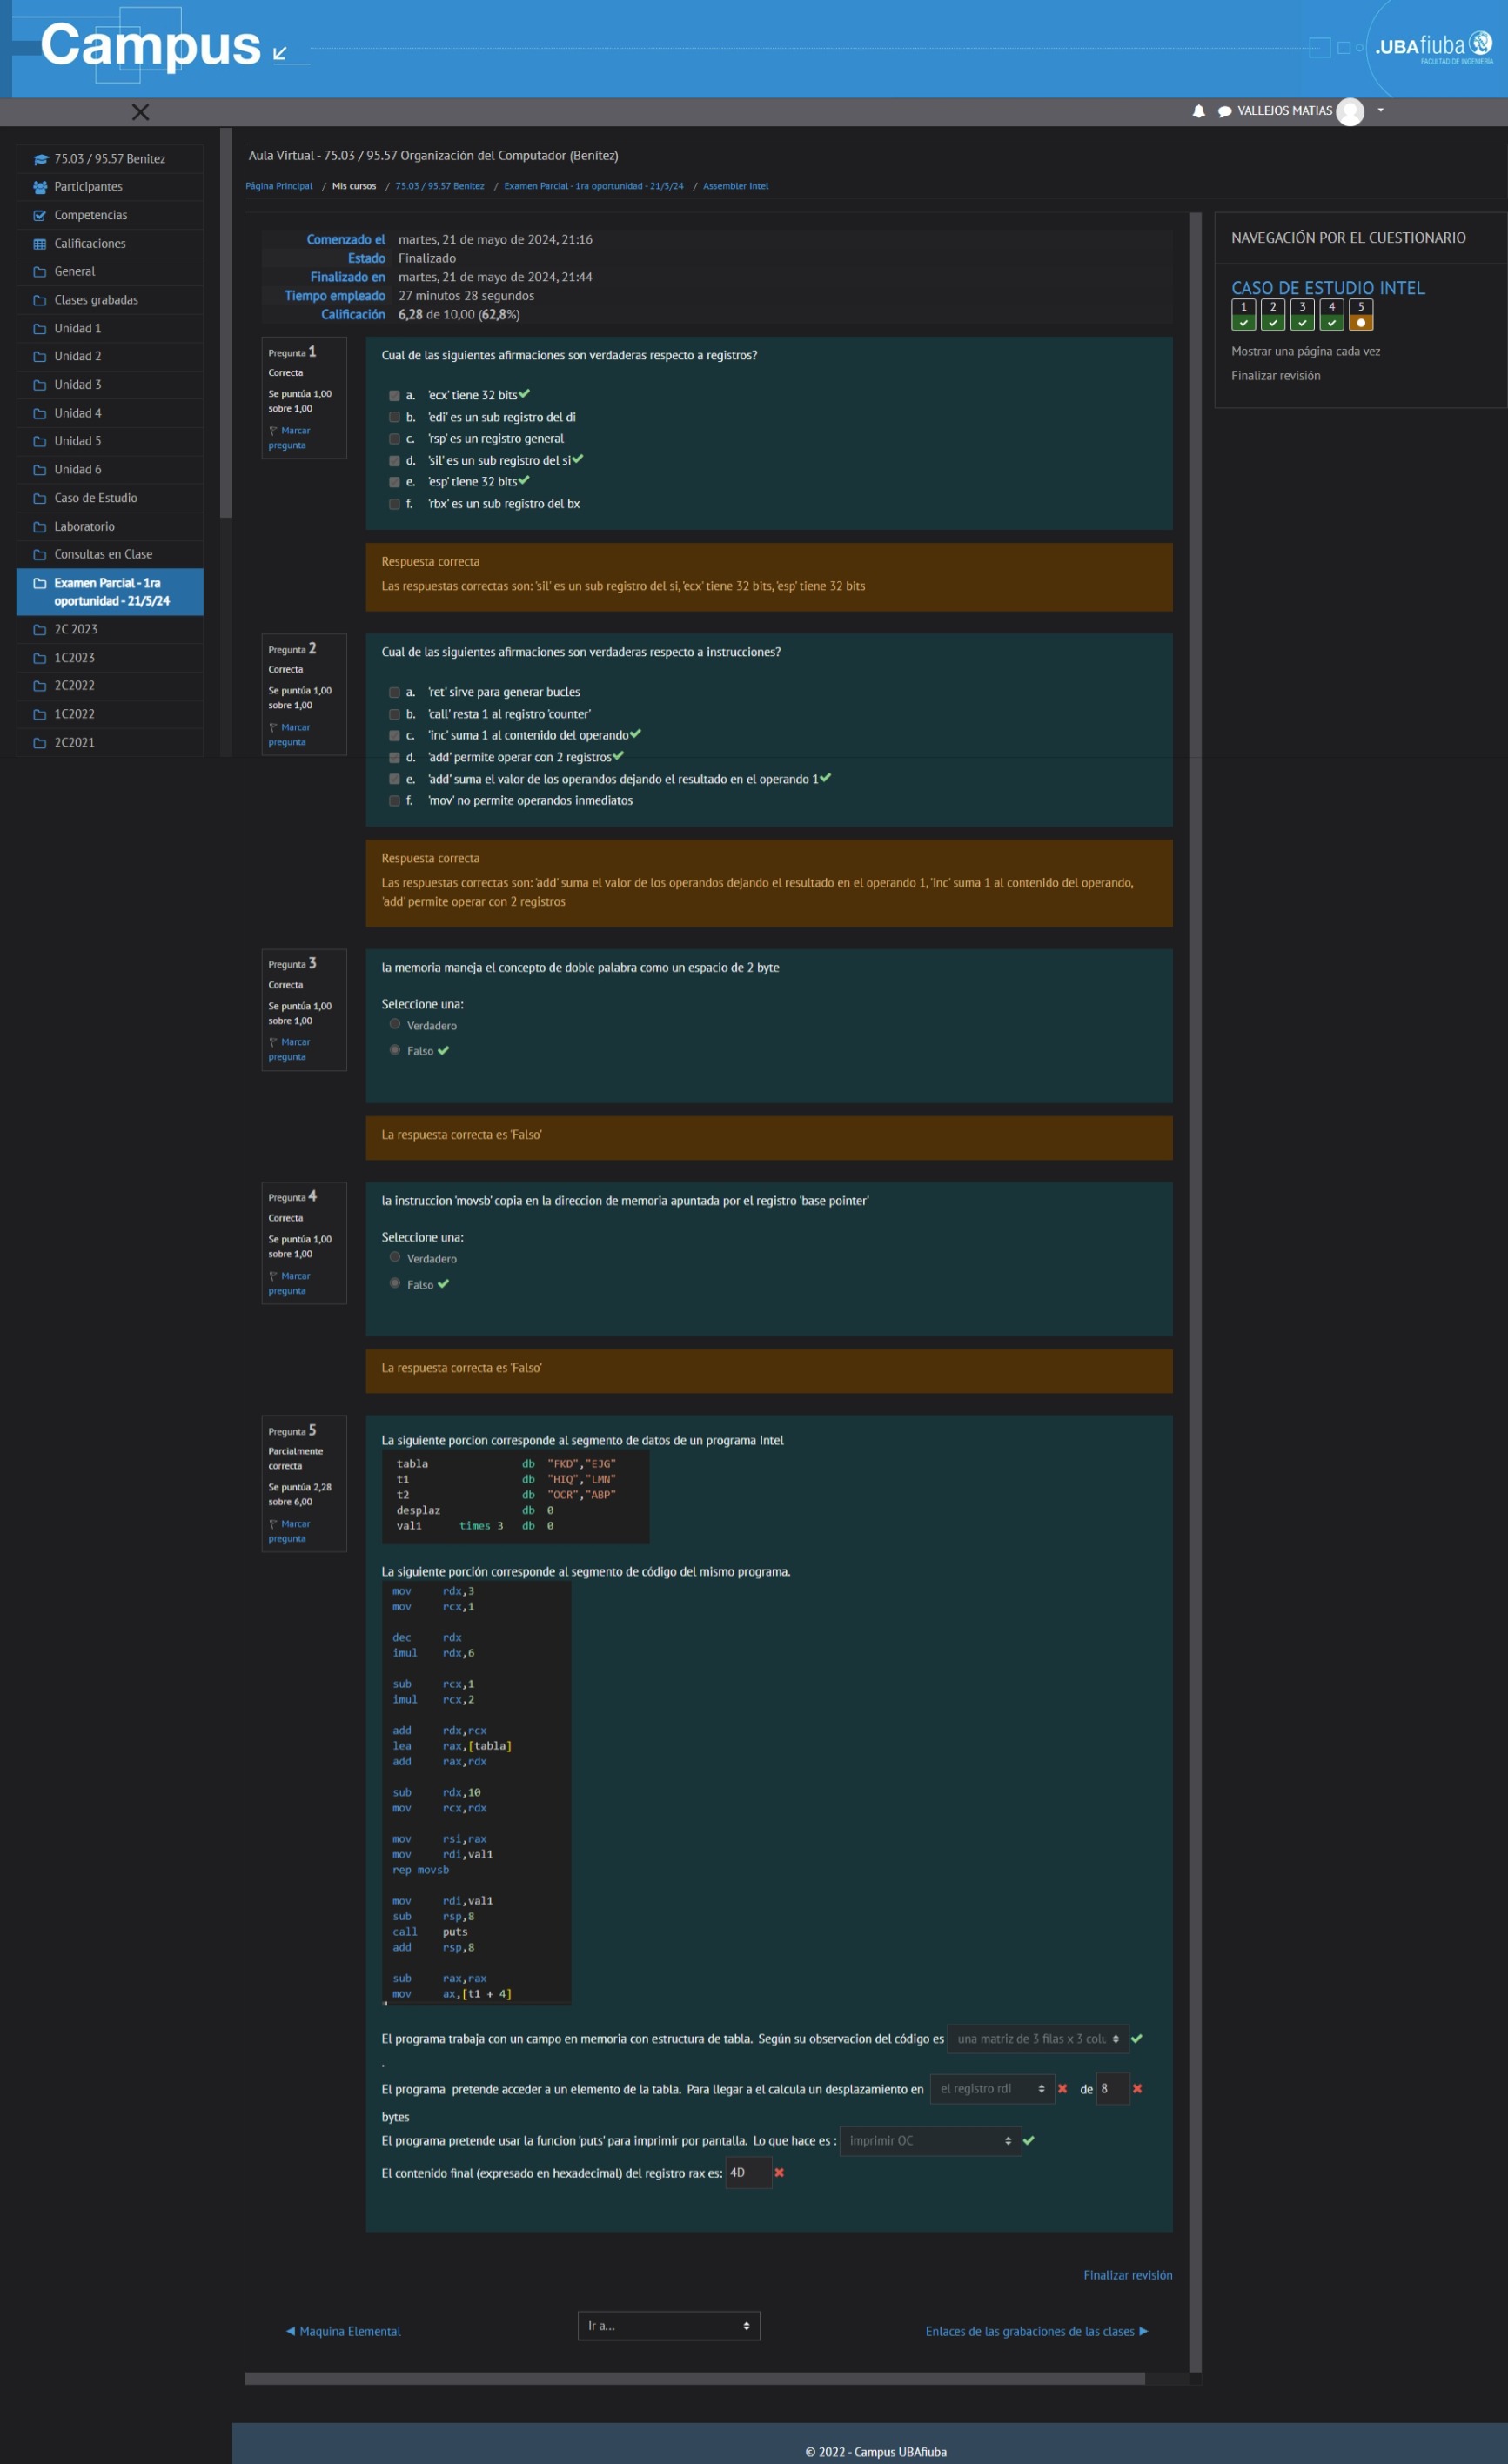 Campus
.UBAfiuba
FACULTAD DE INGENIERÍA
VALLEJOS MATIAS
75.03 / 95.57 Benitez
Participantes
Competencias
Calificaciones
General
Clases grabadas
Unidad 1
Unidad 2
Unidad 3
Unidad 4
Unidad 5
Unidad 6
Caso de Estudio
Laboratorio
Consultas en Clase
Examen Parcial - 1ra
oportunidad - 21/5/24
2C 2023
1C2023
2C2022
1C2022
2C2021
Aula Virtual - 75.03 / 95.57 Organización del Computador (Benítez)
Página Principal / Mis cursos / 75.03 / 95.57 Benitez / Examen Parcial - 1ra oportunidad - 21/5/24 / Assembler Intel
Comenzado el martes, 21 de mayo de 2024, 21:16
Estado Finalizado
Finalizado en martes, 21 de mayo de 2024, 21:44
Tiempo empleado 27 minutos 28 segundos
Calificación 6,28 de 10,00 (62,8%)
Pregunta 1
Correcta
Se puntúa 1,00
sobre 1,00
Marcar
pregunta
Cual de las siguientes afirmaciones son verdaderas respecto a registros?
a. 'ecx' tiene 32 bits
b. 'edi' es un sub registro del di
c. 'rsp' es un registro general
d. 'sil' es un sub registro del si
e. 'esp' tiene 32 bits
f. 'rbx' es un sub registro del bx
Respuesta correcta
Las respuestas correctas son: 'sil' es un sub registro del si, 'ecx' tiene 32 bits, 'esp' tiene 32 bits
Pregunta 2
Correcta
Se puntúa 1,00
sobre 1,00
Marcar
pregunta
Cual de las siguientes afirmaciones son verdaderas respecto a instrucciones?
a. 'ret' sirve para generar bucles
b. 'call' resta 1 al registro 'counter'
c. 'inc' suma 1 al contenido del operando
d. 'add' permite operar con 2 registros
e. 'add' suma el valor de los operandos dejando el resultado en el operando 1
f. 'mov' no permite operandos inmediatos
Respuesta correcta
Las respuestas correctas son: 'add' suma el valor de los operandos dejando el resultado en el operando 1, 'inc' suma 1 al contenido del operando,
'add' permite operar con 2 registros
Pregunta 3
Correcta
Se puntúa 1,00
sobre 1,00
Marcar
pregunta
la memoria maneja el concepto de doble palabra como un espacio de 2 byte
Seleccione una:
Verdadero
Falso
La respuesta correcta es 'Falso'
Pregunta 4
Correcta
Se puntúa 1,00
sobre 1,00
Marcar
pregunta
la instruccion 'movsb' copia en la direccion de memoria apuntada por el registro 'base pointer'
Seleccione una:
Verdadero
Falso
La respuesta correcta es 'Falso'
Pregunta 5
Parcialmente
correcta
Se puntúa 2,28
sobre 6,00
Marcar
pregunta
La siguiente porcion corresponde al segmento de datos de un programa Intel
tabla db "FKD","EJG"
t1 db "HIQ","LMN"
t2 db "OCR","ABP"
desplaz db 0
val1 times 3 db 0
La siguiente porción corresponde al segmento de código del mismo programa.
mov rdx,3
mov rcx,1
dec rdx
imul rdx,6
sub rcx,1
imul rcx,2
add rdx,rcx
lea rax,[tabla]
add rax,rdx
sub rdx,10
mov rcx,rdx
mov rsi,rax
mov rdi,val1
rep movsb
mov rdi,val1
sub rsp,8
call puts
add rsp,8
sub rax,rax
mov ax,[t1 + 4]
El programa trabaja con un campo en memoria con estructura de tabla. Según su observacion del código es una matriz de 3 filas x 3 colu
.
El programa pretende acceder a un elemento de la tabla. Para llegar a el calcula un desplazamiento en el registro rdi de 8
bytes
El programa pretende usar la funcion 'puts' para imprimir por pantalla. Lo que hace es : imprimir OC
El contenido final (expresado en hexadecimal) del registro rax es: 4D
Finalizar revisión
◄ Maquina Elemental
Ir a...
Enlaces de las grabaciones de las clases ►
NAVEGACIÓN POR EL CUESTIONARIO
CASO DE ESTUDIO INTEL
1 2 3 4 5
Mostrar una página cada vez
Finalizar revisión
© 2022 - Campus UBAfiuba